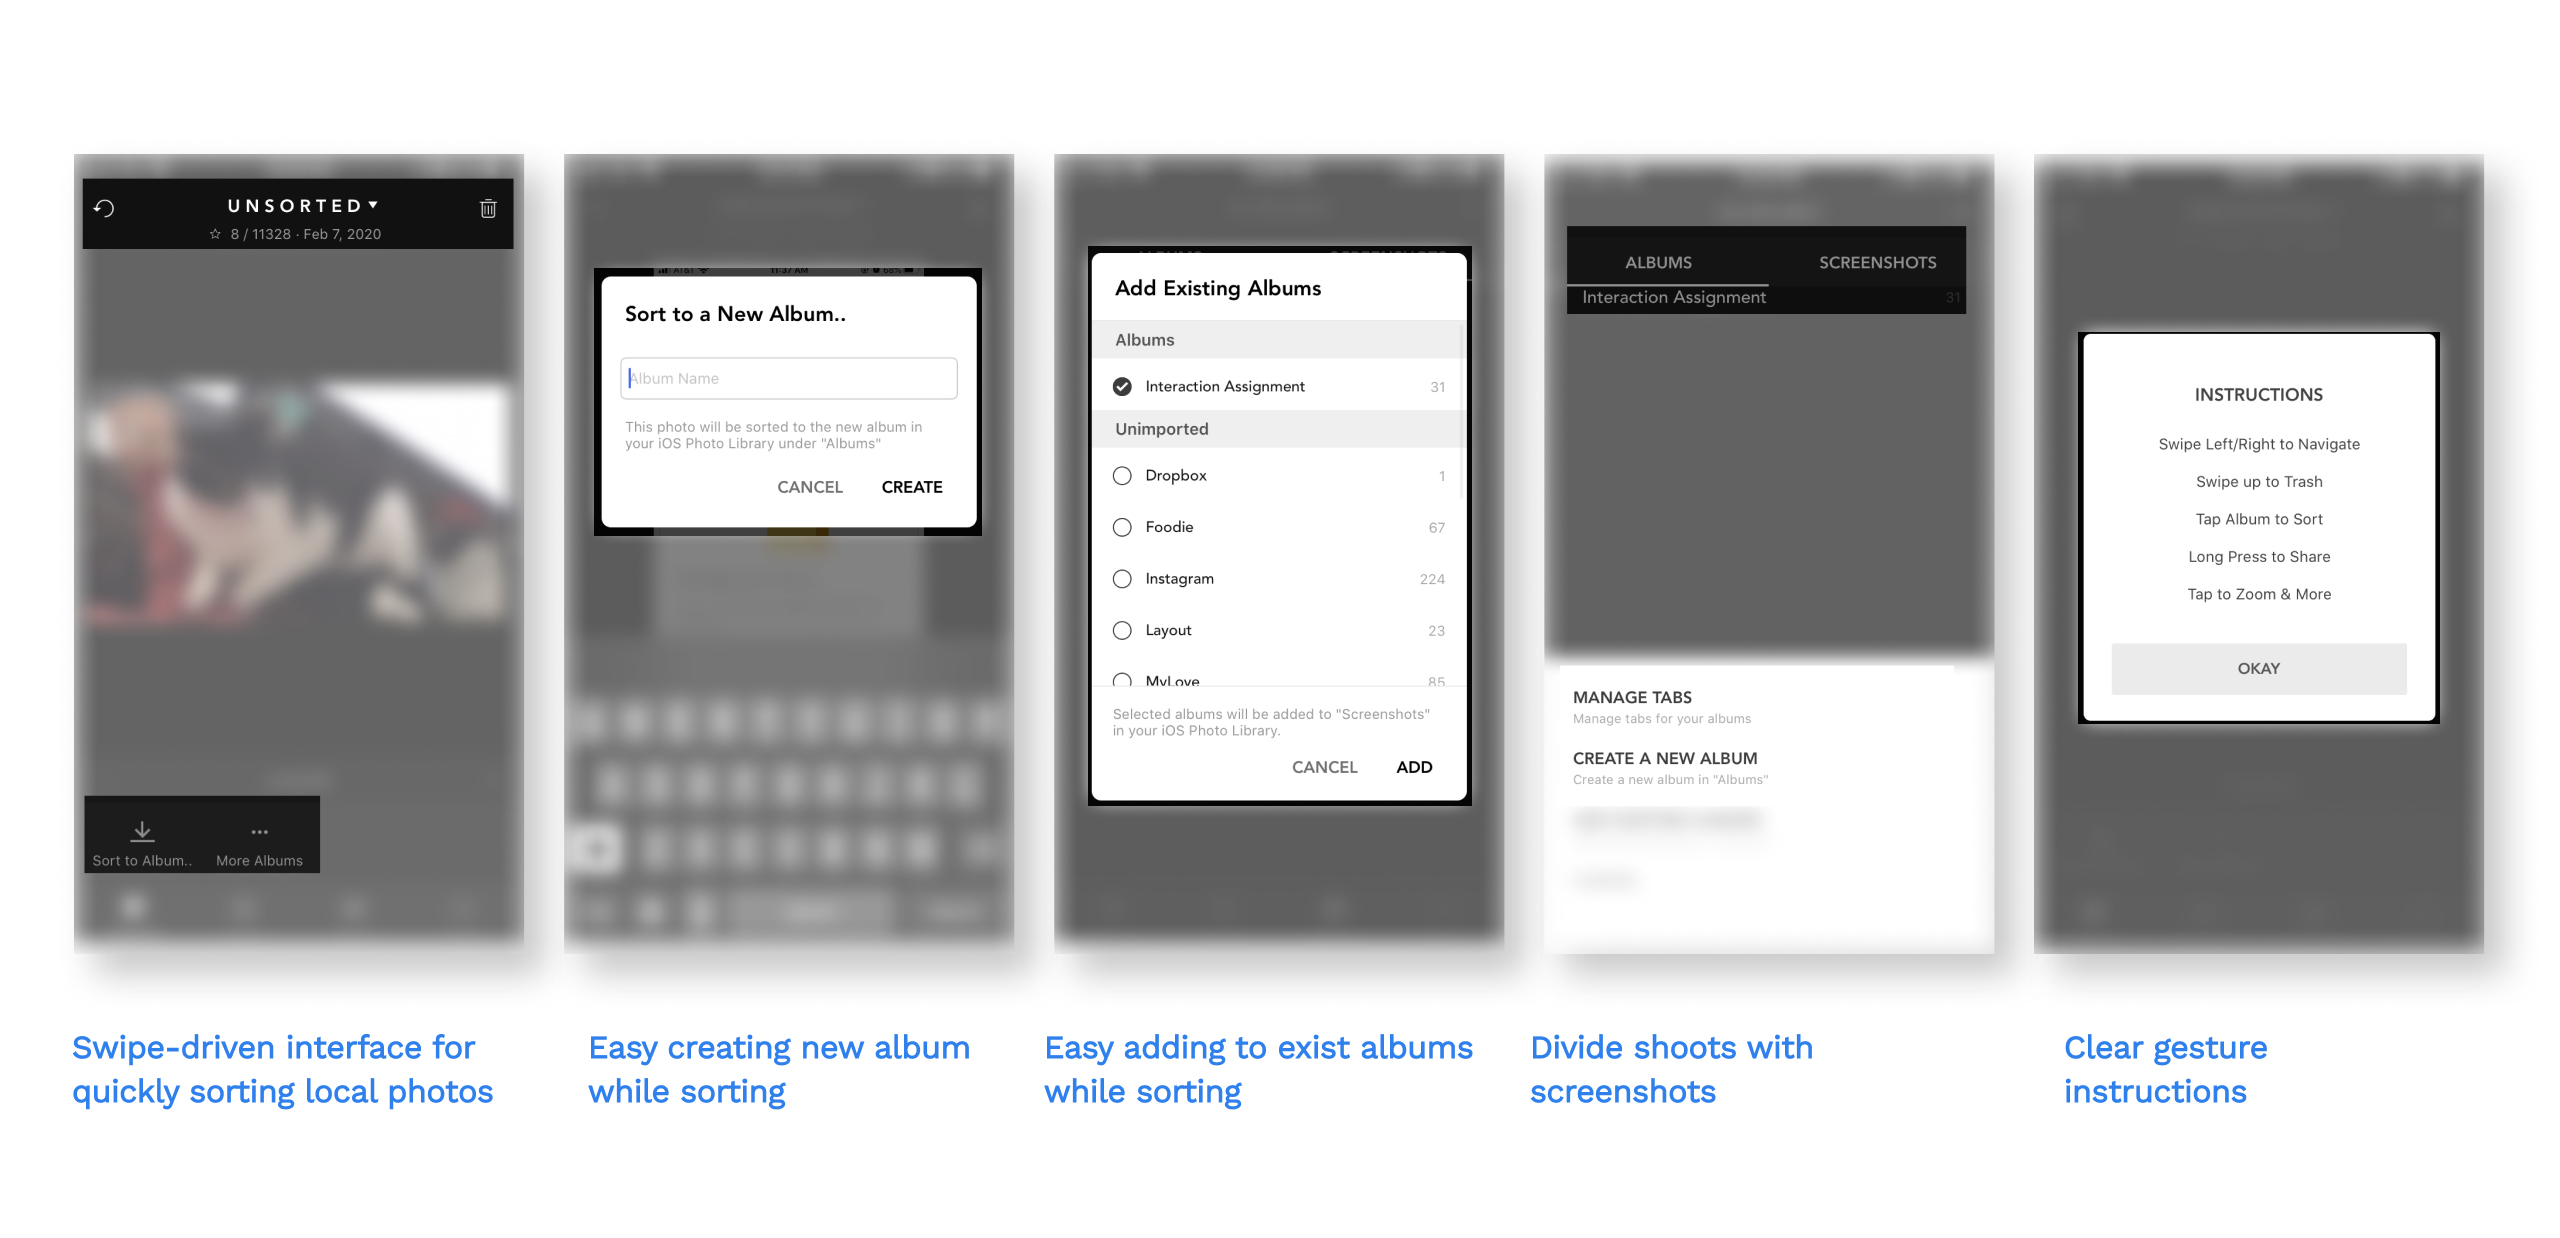 UNSORTED ▾
☆ 8 / 11328 · Feb 7, 2020
Sort to Album..
More Albums
Swipe-driven interface for
quickly sorting local photos
AT&T 11:37 AM 68%
Sort to a New Album..
Album Name
This photo will be sorted to the new album in
your iOS Photo Library under "Albums"
CANCEL CREATE
Easy creating new album
while sorting
ALBUMS SCREENSHOTS
Add Existing Albums
Albums
Interaction Assignment 31
Unimported
Dropbox 1
Foodie 67
Instagram 224
Layout 23
MyLove 85
Selected albums will be added to "Screenshots"
in your iOS Photo Library.
CANCEL ADD
Easy adding to exist albums
while sorting
ALBUMS SCREENSHOTS
Interaction Assignment 31
MANAGE TABS
Manage tabs for your albums
CREATE A NEW ALBUM
Create a new album in "Albums"
Divide shoots with
screenshots
INSTRUCTIONS
Swipe Left/Right to Navigate
Swipe up to Trash
Tap Album to Sort
Long Press to Share
Tap to Zoom & More
OKAY
Clear gesture
instructions